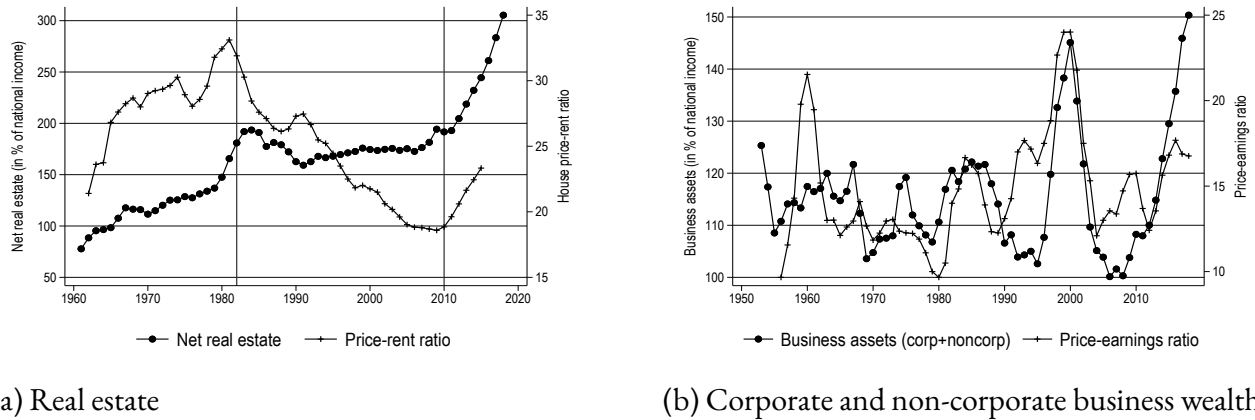 300
250
200
150
100
50
Net real estate (in % of national income)
35
30
25
20
15
House price-rent ratio
1960 1970 1981 1990 2000 2010 2020
Net real estate Price-rent ratio
150
140
130
120
110
100
Business assets (in % of national income)
25
20
15
10
Price-earnings ratio
1950 1960 1970 1980 1990 2000 2010
Business assets (corp+noncorp) Price-earnings ratio
a) Real estate
(b) Corporate and non-corporate business wealth